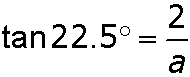 tan22.5° = 2/a